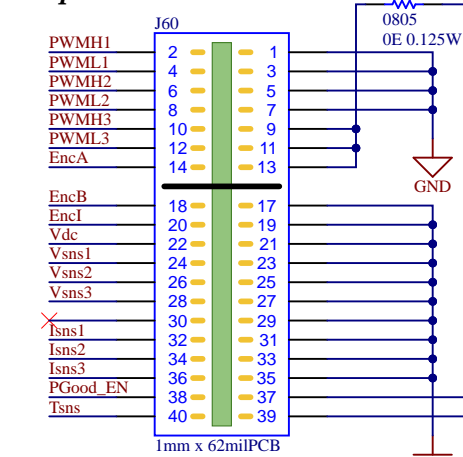 J60
0805
0E 0.125W
PWMH1 2 1
PWML1 4 3
PWMH2 6 5
PWML2 8 7
PWMH3 10 9
PWML3 12 11
EncA 14 13
GND
EncB 18 17
EncI 20 19
Vdc 22 21
Vsns1 24 23
Vsns2 26 25
Vsns3 28 27
30 29
Isns1 32 31
Isns2 34 33
Isns3 36 35
PGood_EN 38 37
Tsns 40 39
1mm x 62milPCB